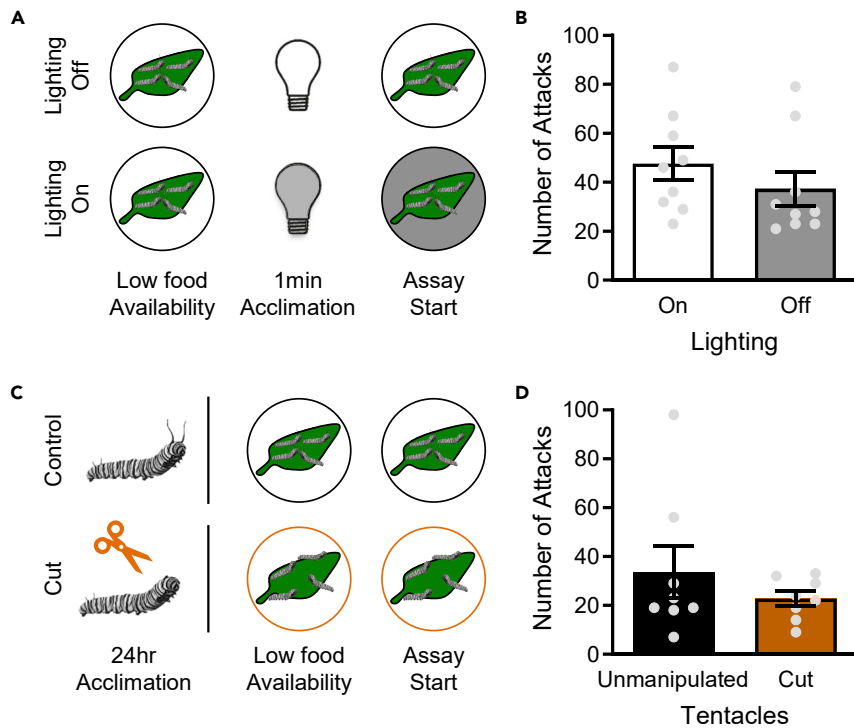 A
Lighting
Off
Lighting
On
Low food
Availability
1min
Acclimation
Assay
Start
B
Number of Attacks
100
80
60
40
20
0
On
Off
Lighting
C
Control
Cut
24hr
Acclimation
Low food
Availability
Assay
Start
D
Number of Attacks
100
80
60
40
20
0
Unmanipulated
Cut
Tentacles